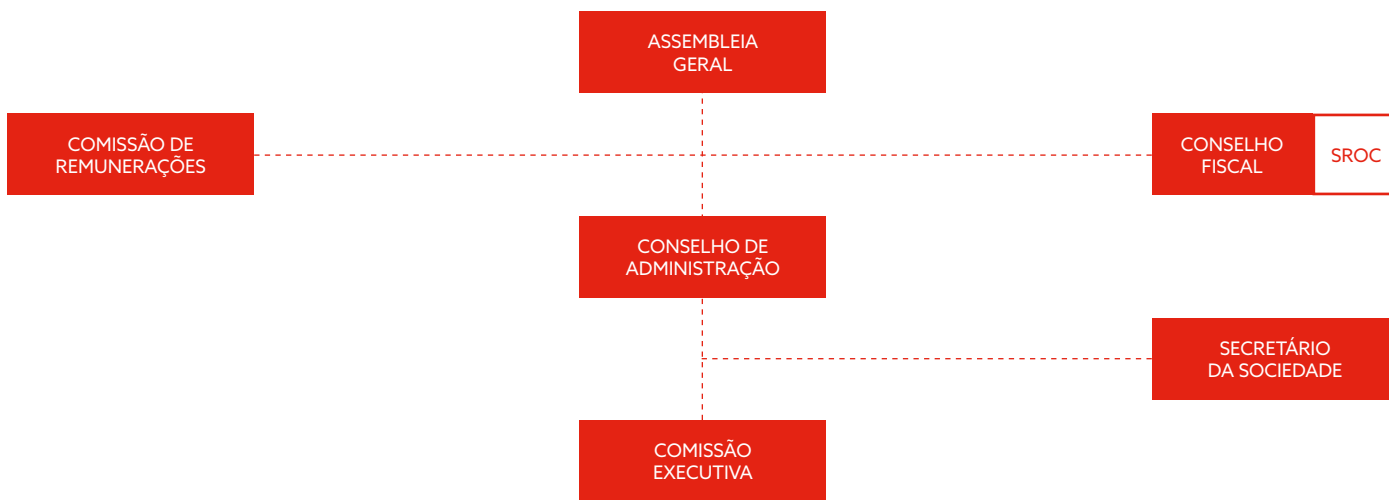 ASSEMBLEIA
GERAL
COMISSÃO DE
REMUNERAÇÕES
CONSELHO
FISCAL
SROC
CONSELHO DE
ADMINISTRAÇÃO
SECRETÁRIO
DA SOCIEDADE
COMISSÃO
EXECUTIVA